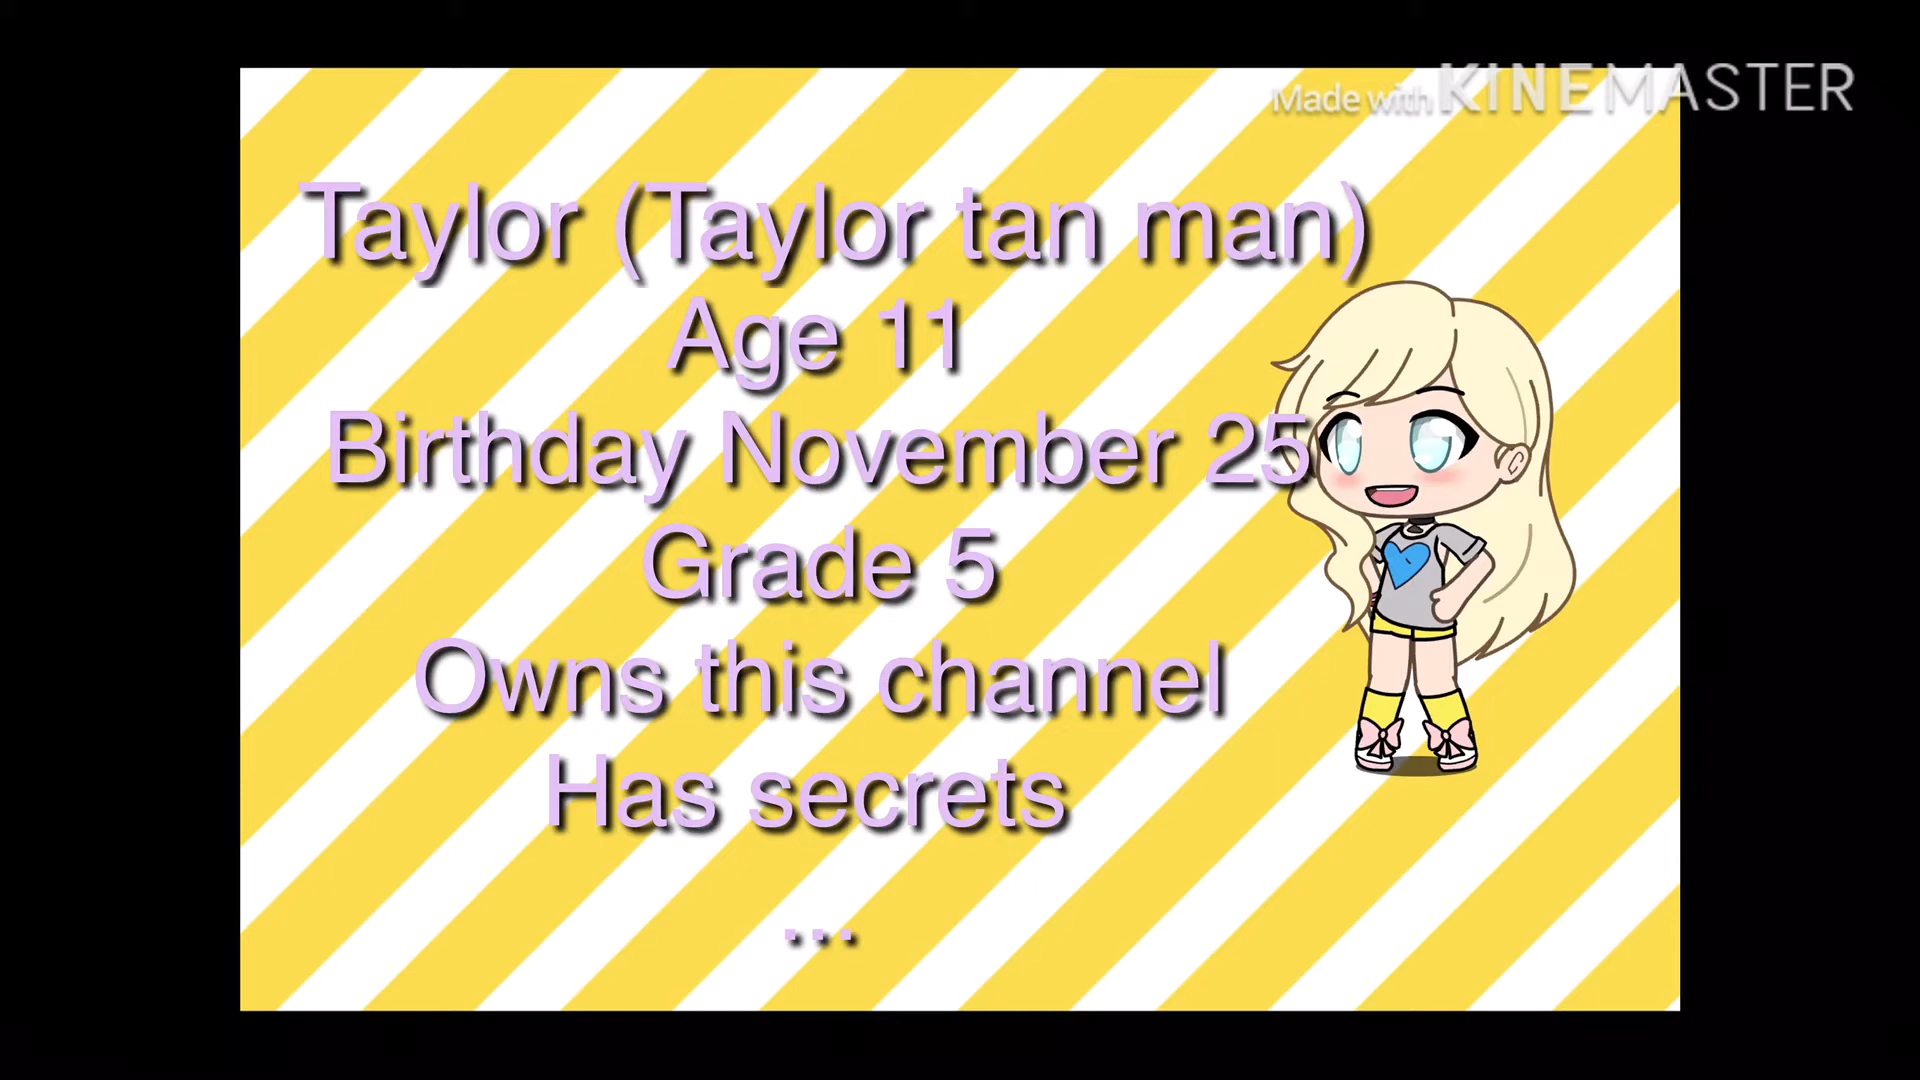 Made with KINEMASTER
Taylor (Taylor tan man)
Age 11
Birthday November 25
Grade 5
Owns this channel
Has secrets
...